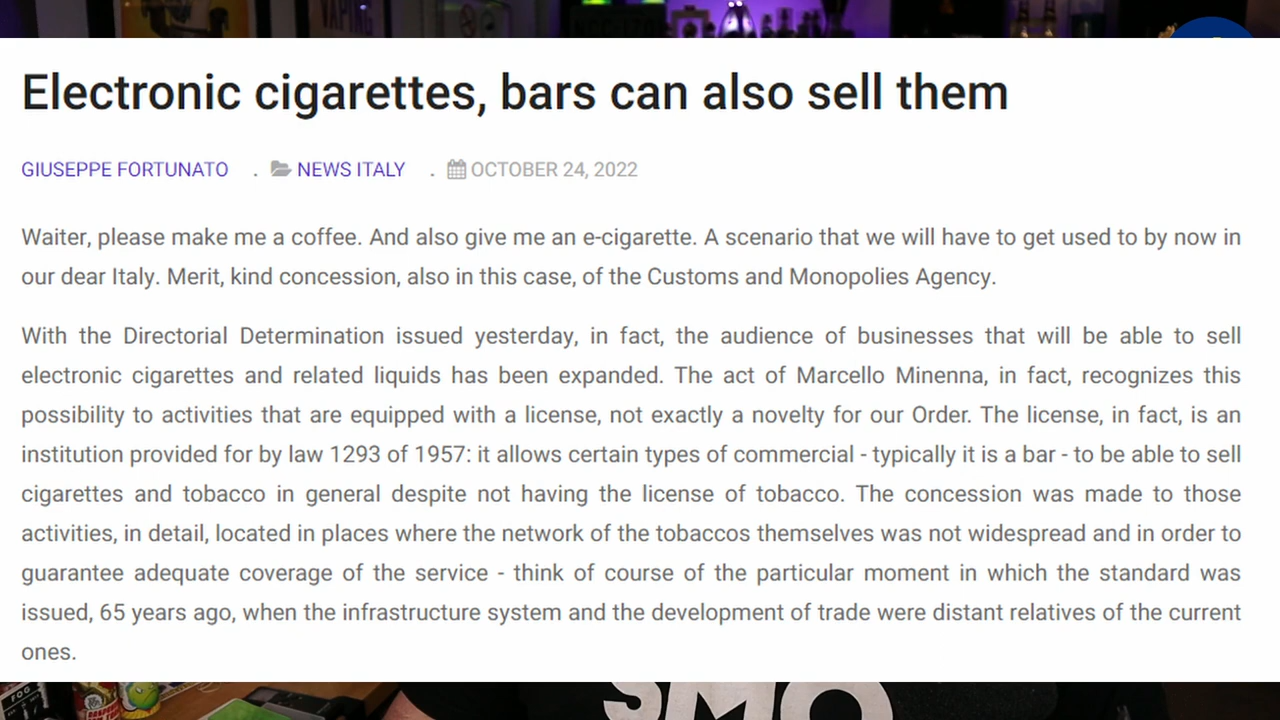 Electronic cigarettes, bars can also sell them
GIUSEPPE FORTUNATO . NEWS ITALY . OCTOBER 24, 2022
Waiter, please make me a coffee. And also give me an e-cigarette. A scenario that we will have to get used to by now in
our dear Italy. Merit, kind concession, also in this case, of the Customs and Monopolies Agency.
With the Directorial Determination issued yesterday, in fact, the audience of businesses that will be able to sell
electronic cigarettes and related liquids has been expanded. The act of Marcello Minenna, in fact, recognizes this
possibility to activities that are equipped with a license, not exactly a novelty for our Order. The license, in fact, is an
institution provided for by law 1293 of 1957: it allows certain types of commercial - typically it is a bar - to be able to sell
cigarettes and tobacco in general despite not having the license of tobacco. The concession was made to those
activities, in detail, located in places where the network of the tobaccos themselves was not widespread and in order to
guarantee adequate coverage of the service - think of course of the particular moment in which the standard was
issued, 65 years ago, when the infrastructure system and the development of trade were distant relatives of the current
ones.
FOG
SMO